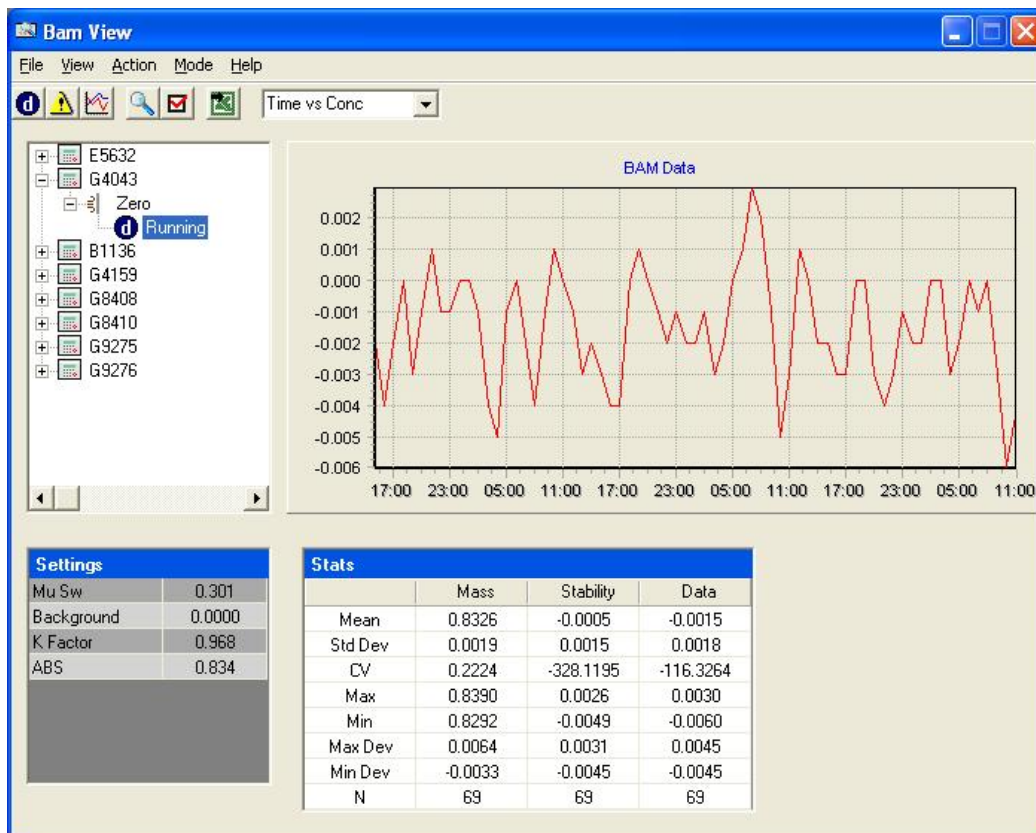 Bam View
File View Action Mode Help
d Time vs Conc
E5632
G4043
Zero
d Running
B1136
G4159
G8408
G8410
G9275
G9276
BAM Data
0.002
0.001
0.000
-0.001
-0.002
-0.003
-0.004
-0.005
-0.006
17:00 23:00 05:00 11:00 17:00 23:00 05:00 11:00 17:00 23:00 05:00 11:00
Settings
Mu Sw 0.301
Background 0.0000
K Factor 0.968
ABS 0.834
Stats
Mass Stability Data
Mean 0.8326 -0.0005 -0.0015
Std Dev 0.0019 0.0015 0.0018
CV 0.2224 -328.1195 -116.3264
Max 0.8390 0.0026 0.0030
Min 0.8292 -0.0049 -0.0060
Max Dev 0.0064 0.0031 0.0045
Min Dev -0.0033 -0.0045 -0.0045
N 69 69 69